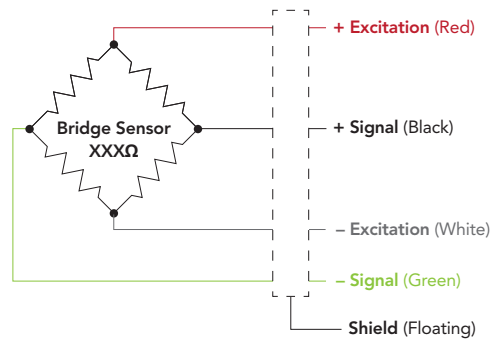 + Excitation (Red)
Bridge Sensor
XXXΩ
+ Signal (Black)
– Excitation (White)
– Signal (Green)
Shield (Floating)